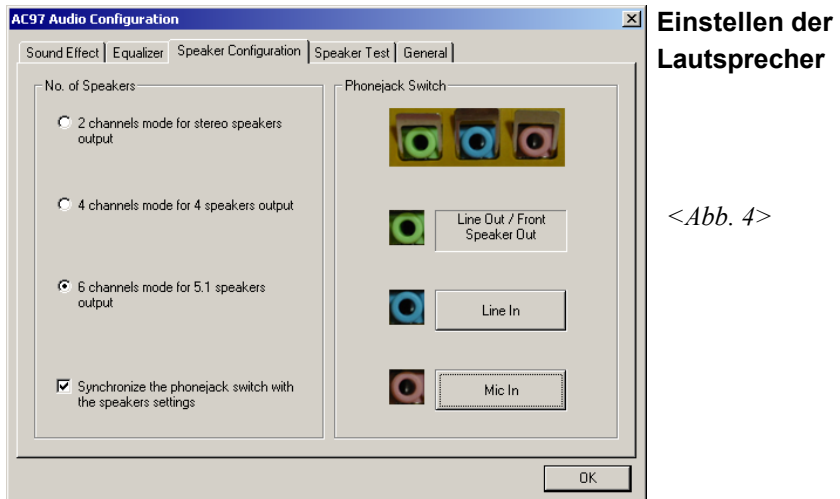 AC97 Audio Configuration
Einstellen der
Lautsprecher
Sound Effect
Equalizer
Speaker Configuration
Speaker Test
General
No. of Speakers
2 channels mode for stereo speakers
output
4 channels mode for 4 speakers output
6 channels mode for 5.1 speakers
output
Synchronize the phonejack switch with
the speakers settings
Phonejack Switch
Line Out / Front
Speaker Out
Line In
Mic In
OK
<Abb. 4>